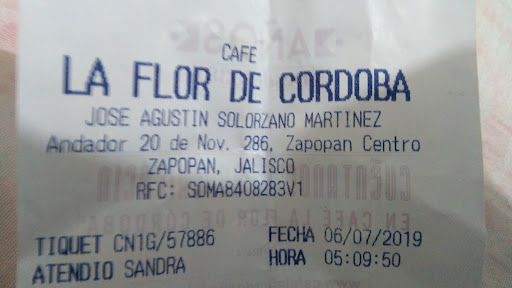 CAFE
LA FLOR DE CORDOBA
JOSE AGUSTIN SOLORZANO MARTINEZ
Andador 20 de Nov. 286, Zapopan Centro
ZAPOPAN, JALISCO
RFC: SOMA8408283V1
TIQUET CN1G/57886 FECHA 06/07/2019
ATENDIO SANDRA HORA 05:09:50